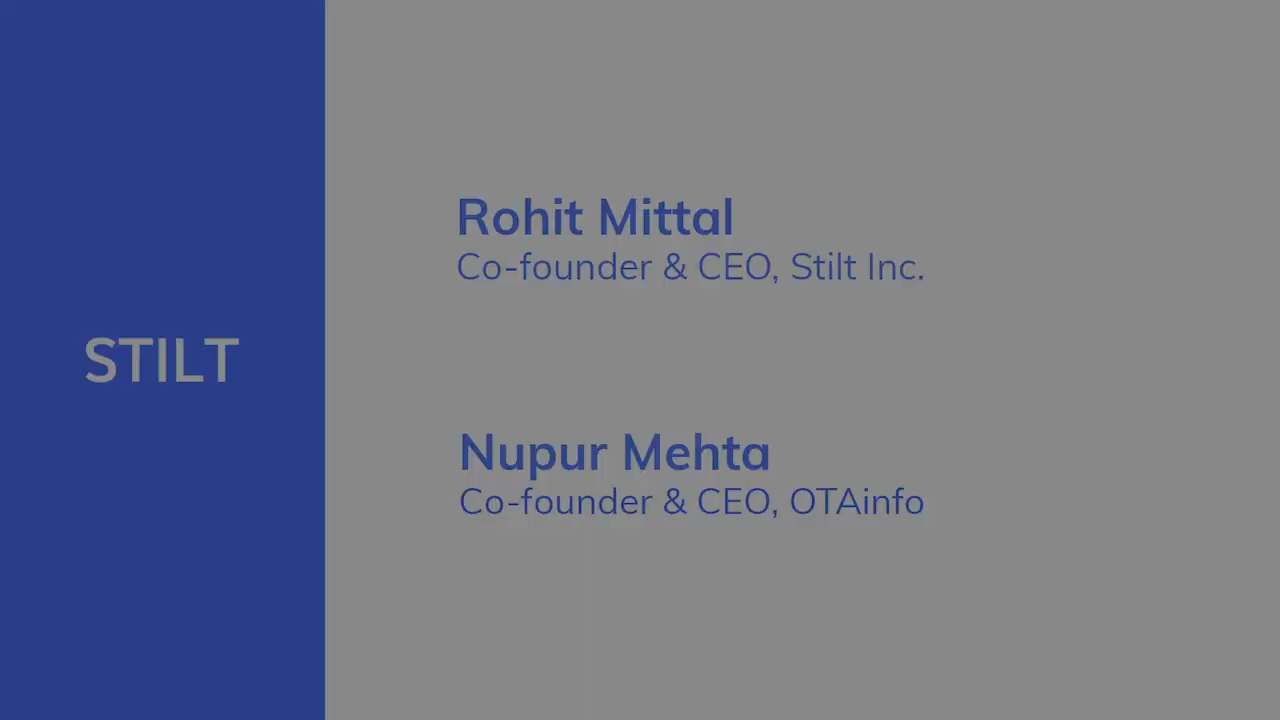 STILT
Rohit Mittal
Co-founder & CEO, Stilt Inc.
Nupur Mehta
Co-founder & CEO, OTAinfo